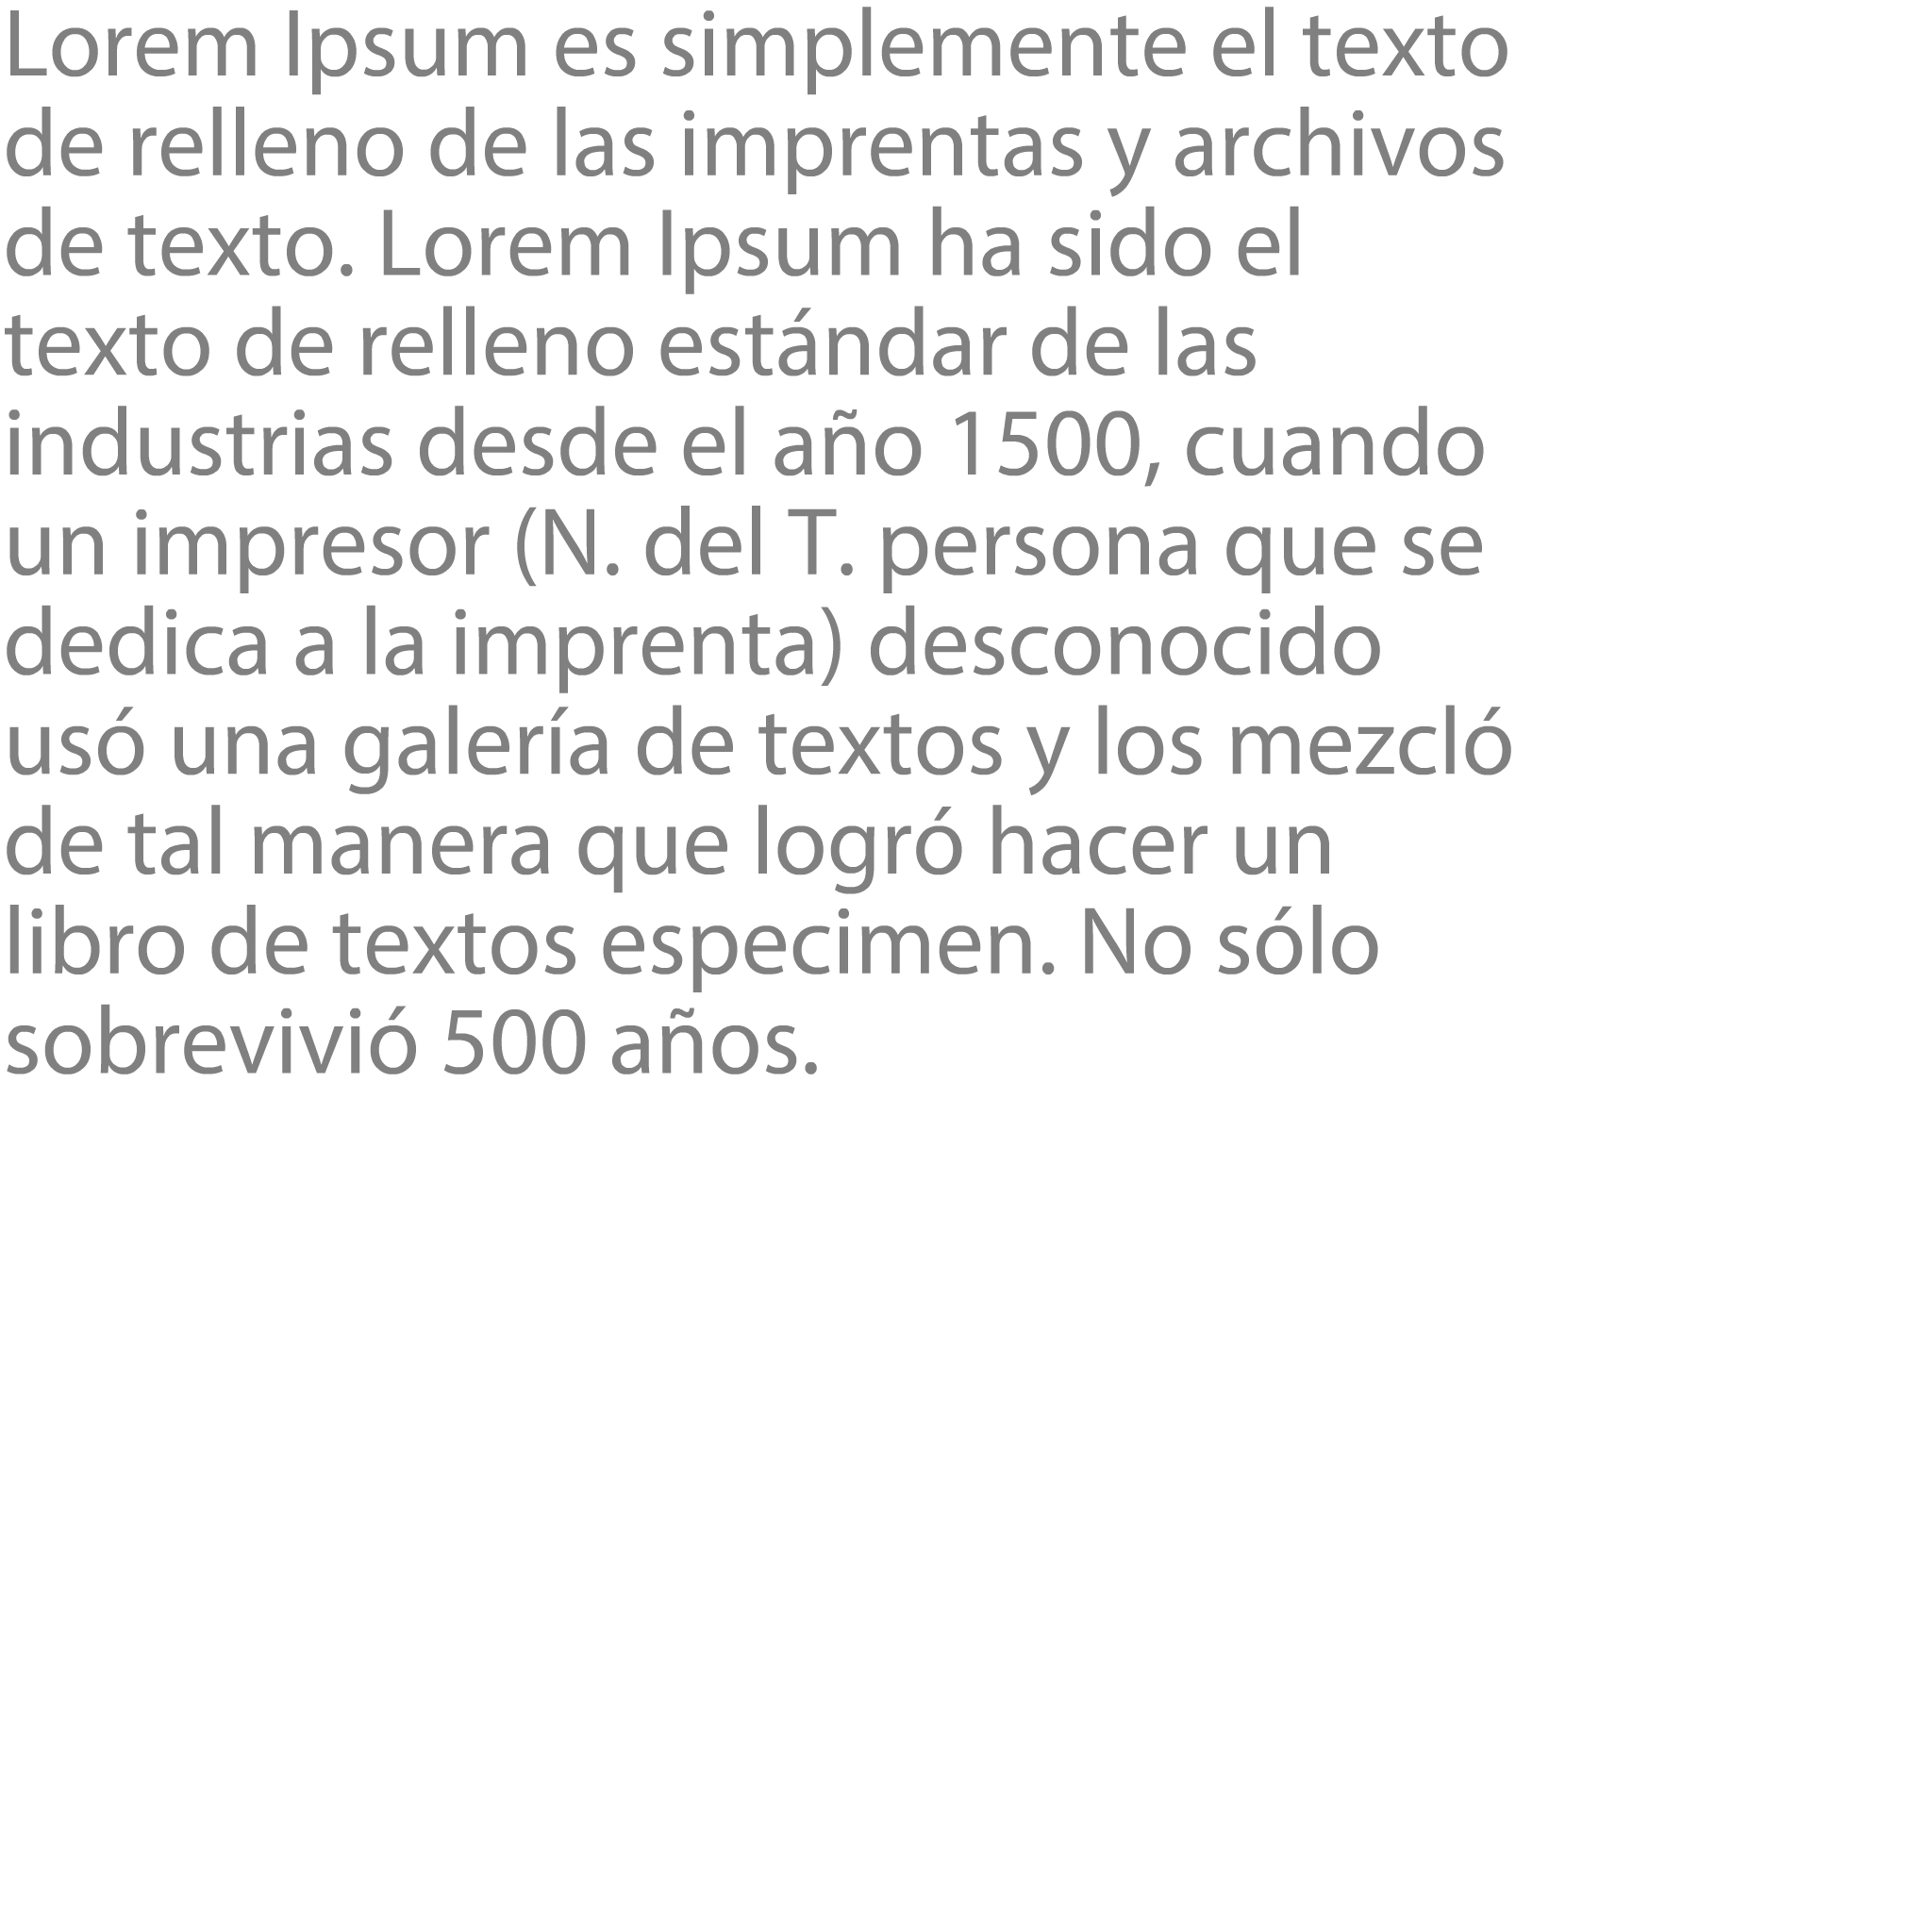 Lorem Ipsum es simplemente el texto
de relleno de las imprentas y archivos
de texto. Lorem Ipsum ha sido el
texto de relleno estándar de las
industrias desde el año 1500, cuando
un impresor (N. del T. persona que se
dedica a la imprenta) desconocido
usó una galería de textos y los mezcló
de tal manera que logró hacer un
libro de textos especimen. No sólo
sobrevivió 500 años.